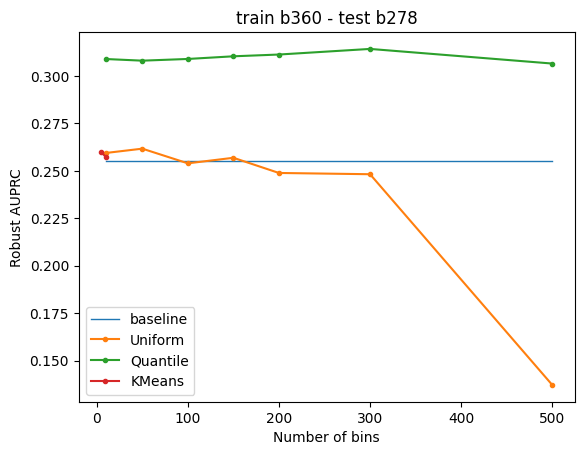 train b360 - test b278
Robust AUPRC
0.300
0.275
0.250
0.225
0.200
0.175
0.150
baseline
Uniform
Quantile
KMeans
0 100 200 300 400 500
Number of bins